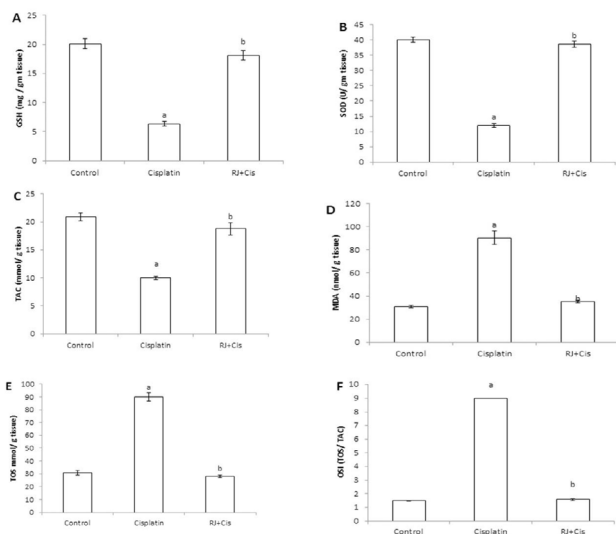 A
GSH (mg / gm tissue)
25
20
15
10
5
0
a
b
Control Cisplatin RJ+Cis
B
SOD (U/ gm tissue)
45
40
35
30
25
20
15
10
5
0
a
b
Control Cisplatin RJ+Cis
C
TAC (mmol/ g tissue)
25
20
15
10
5
0
a
b
Control Cisplatin RJ+Cis
D
MDA (nmol/ g tissue)
120
100
80
60
40
20
0
a
b
Control Cisplatin RJ+Cis
E
TOS mmol/ g tissue)
100
90
80
70
60
50
40
30
20
10
0
a
b
Control Cisplatin RJ+Cis
F
OSI (TOS/ TAC)
10
9
8
7
6
5
4
3
2
1
0
a
b
Control Cisplatin RJ+Cis